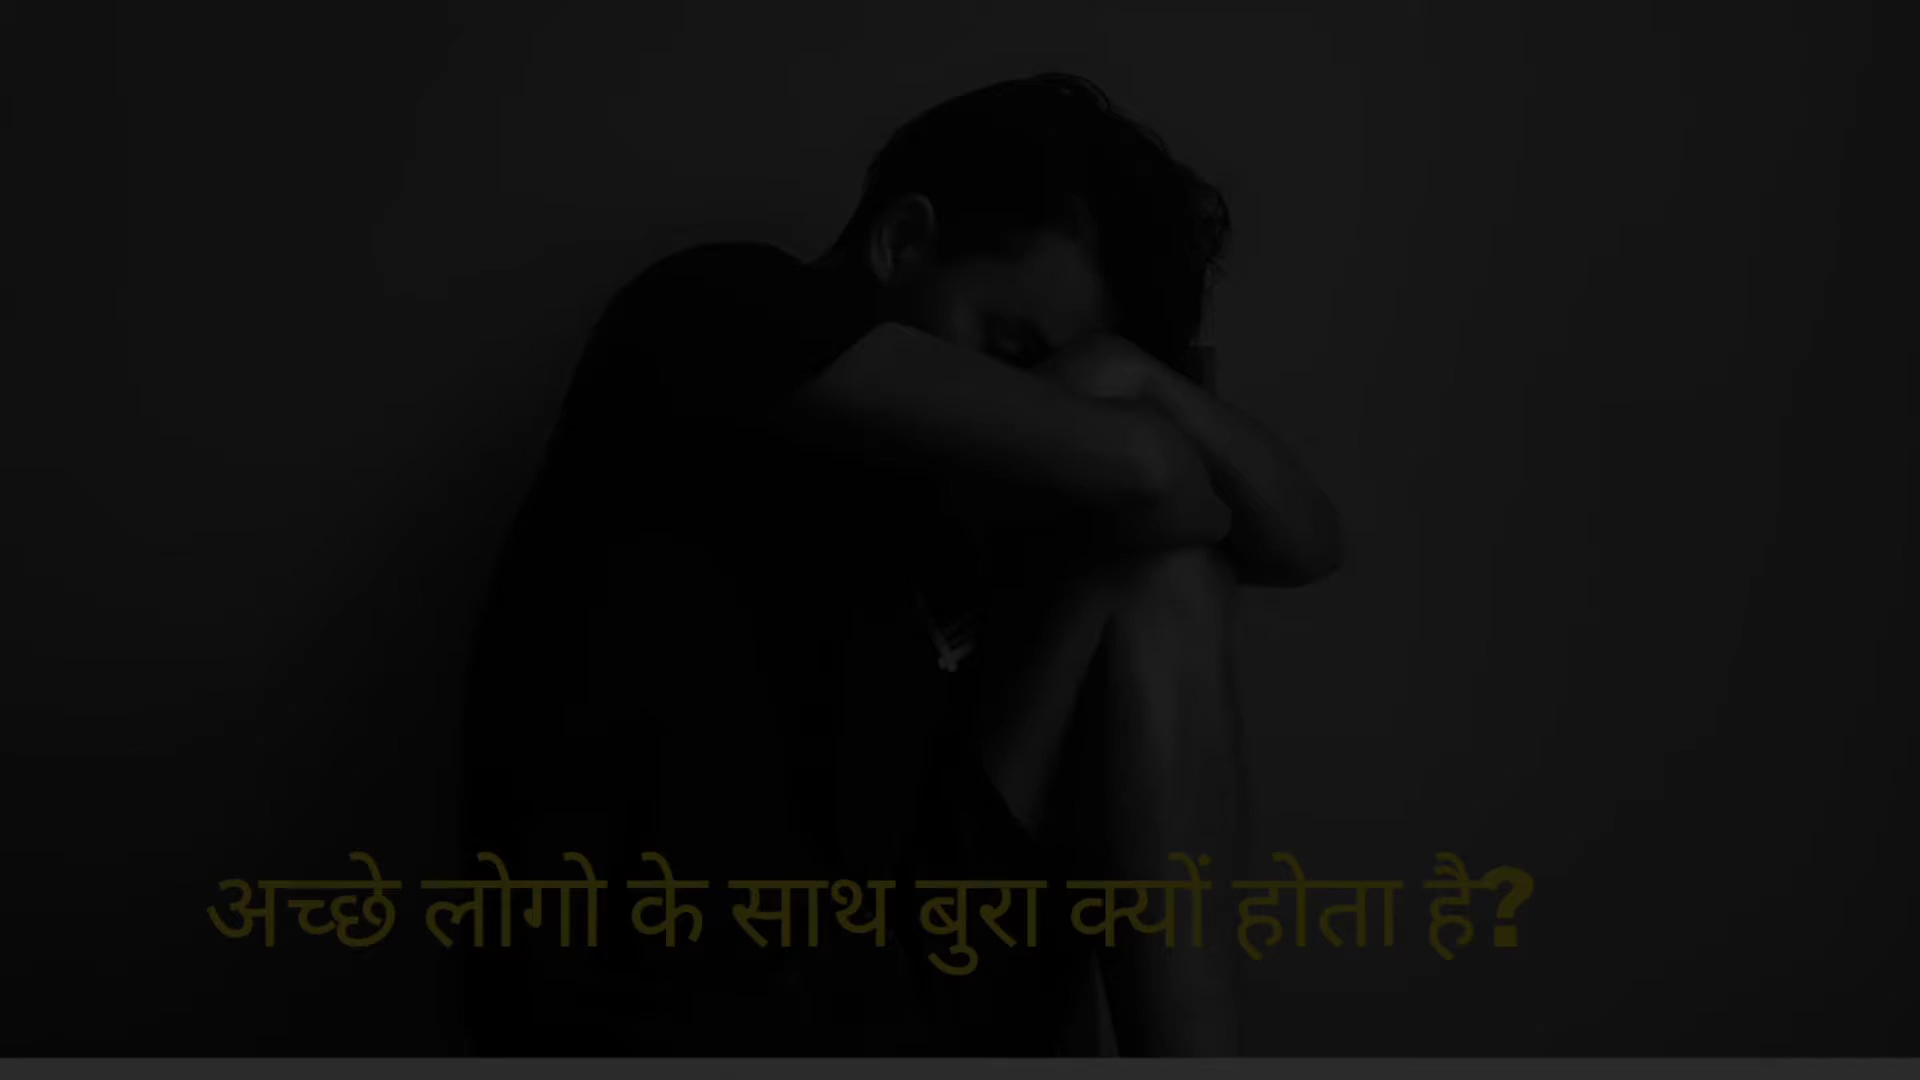 अच्छे लोगो के साथ बुरा क्यों होता है?